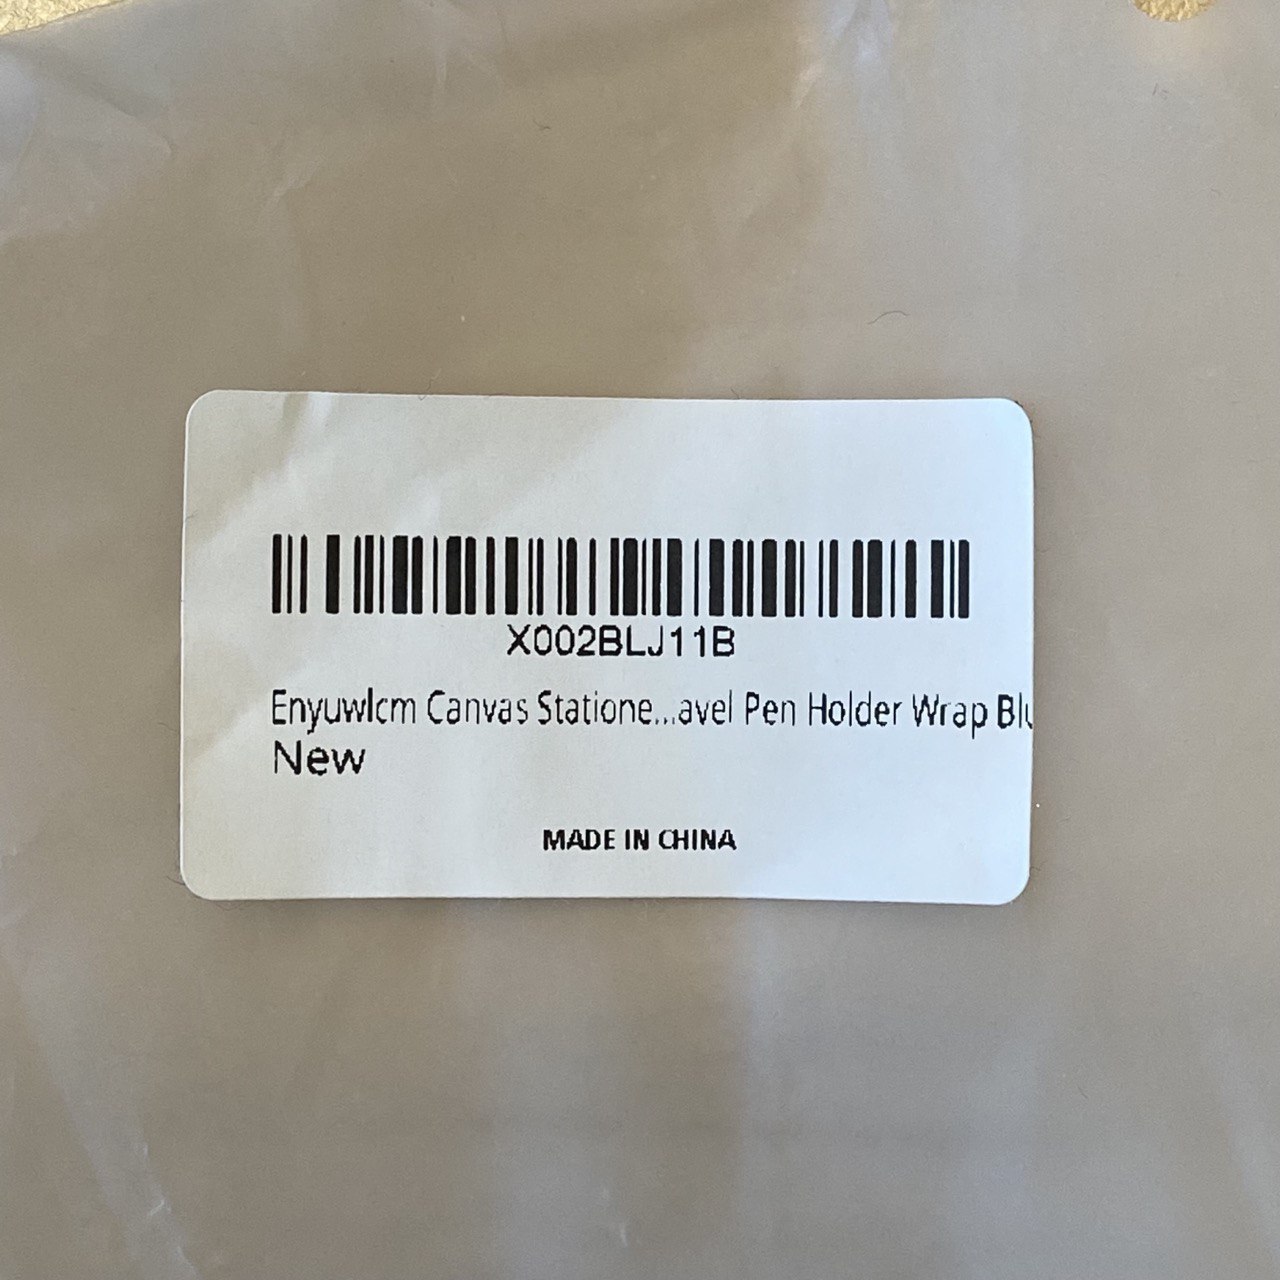 X002BLJ11B
Enyuwlcm Canvas Statione...avel Pen Holder Wrap Blu
New
MADE IN CHINA